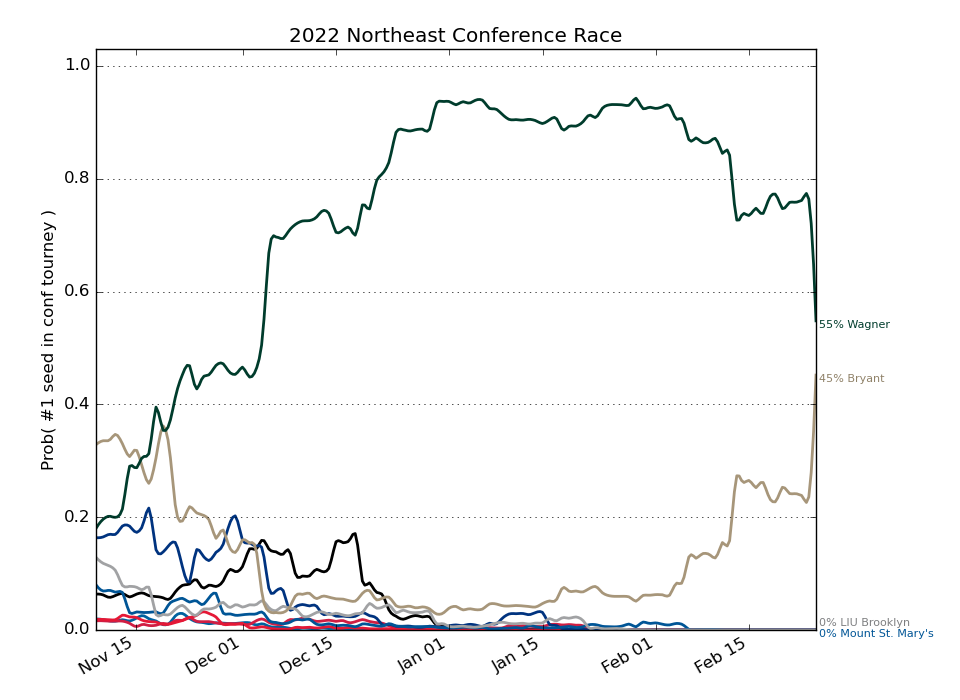 2022 Northeast Conference Race
Prob( #1 seed in conf tourney )
1.0
0.8
0.6
0.4
0.2
0.0
55% Wagner
45% Bryant
0% LIU Brooklyn
0% Mount St. Mary's
Nov 15
Dec 01
Dec 15
Jan 01
Jan 15
Feb 01
Feb 15